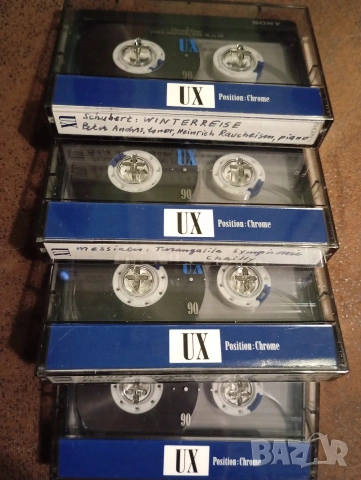 SONY
UX
90
UX Position: Chrome
Schubert: WINTERREISE
Peter Anders, tenor, Heinrich Raucheisen, piano
UX
90
UX Position: Chrome
Messiaen: Turangalila Symphonie
Chailly
UX
90
UX Position: Chrome
90
UX Position: Chrome
BAZAR